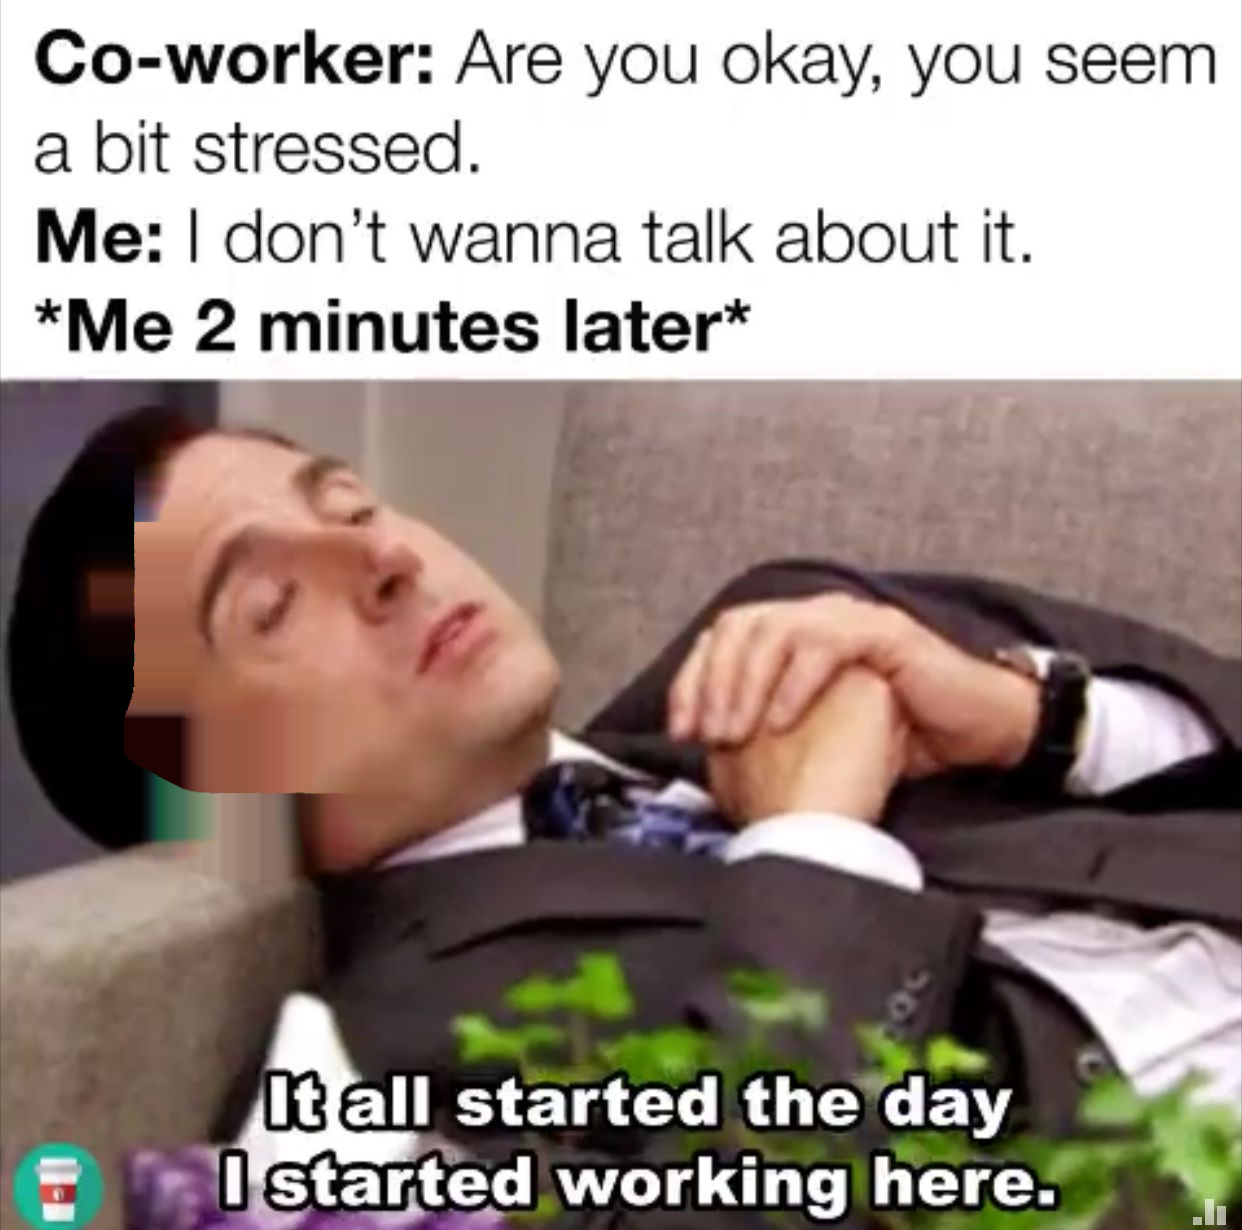 Co-worker: Are you okay, you seem
a bit stressed.
Me: I don’t wanna talk about it.
*Me 2 minutes later*
It all started the day
I started working here.